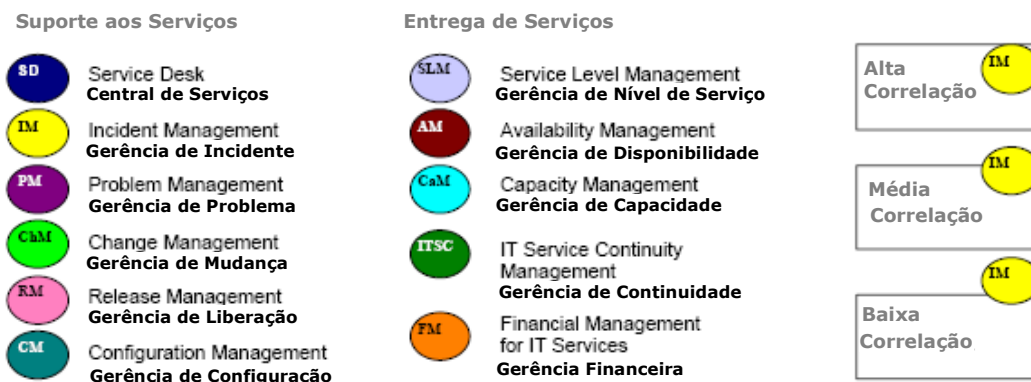 Suporte aos Serviços
SD
Service Desk
Central de Serviços
IM
Incident Management
Gerência de Incidente
PM
Problem Management
Gerência de Problema
ChM
Change Management
Gerência de Mudança
RM
Release Management
Gerência de Liberação
CM
Configuration Management
Gerência de Configuração
Entrega de Serviços
SLM
Service Level Management
Gerência de Nível de Serviço
AM
Availability Management
Gerência de Disponibilidade
CaM
Capacity Management
Gerência de Capacidade
ITSC
IT Service Continuity
Management
Gerência de Continuidade
FM
Financial Management
for IT Services
Gerência Financeira
IM
Alta
Correlação
IM
Média
Correlação
IM
Baixa
Correlação